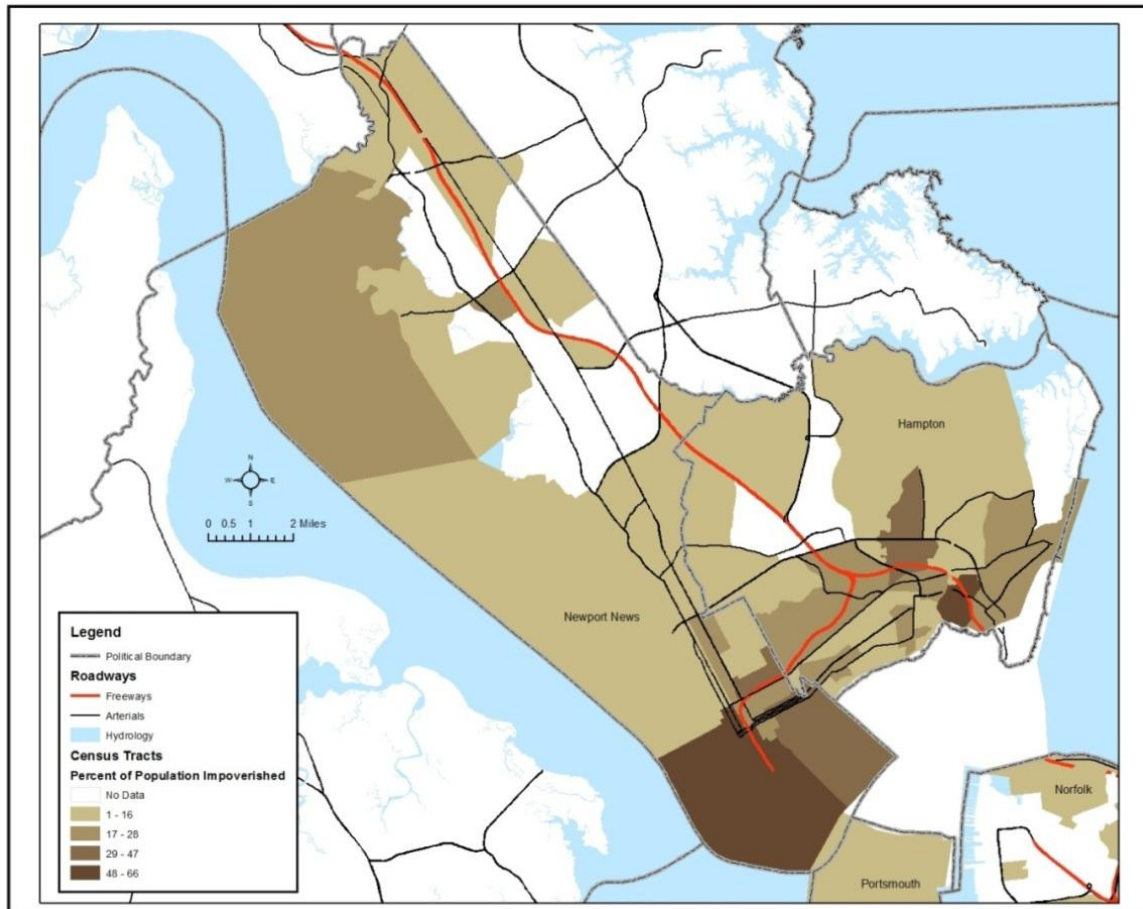 Hampton
N
W E
S
0 0.5 1 2 Miles
Newport News
Legend
Political Boundary
Roadways
Freeways
Arterials
Hydrology
Census Tracts
Percent of Population Impoverished
No Data
1 - 16
17 - 28
29 - 47
48 - 66
Norfolk
Portsmouth